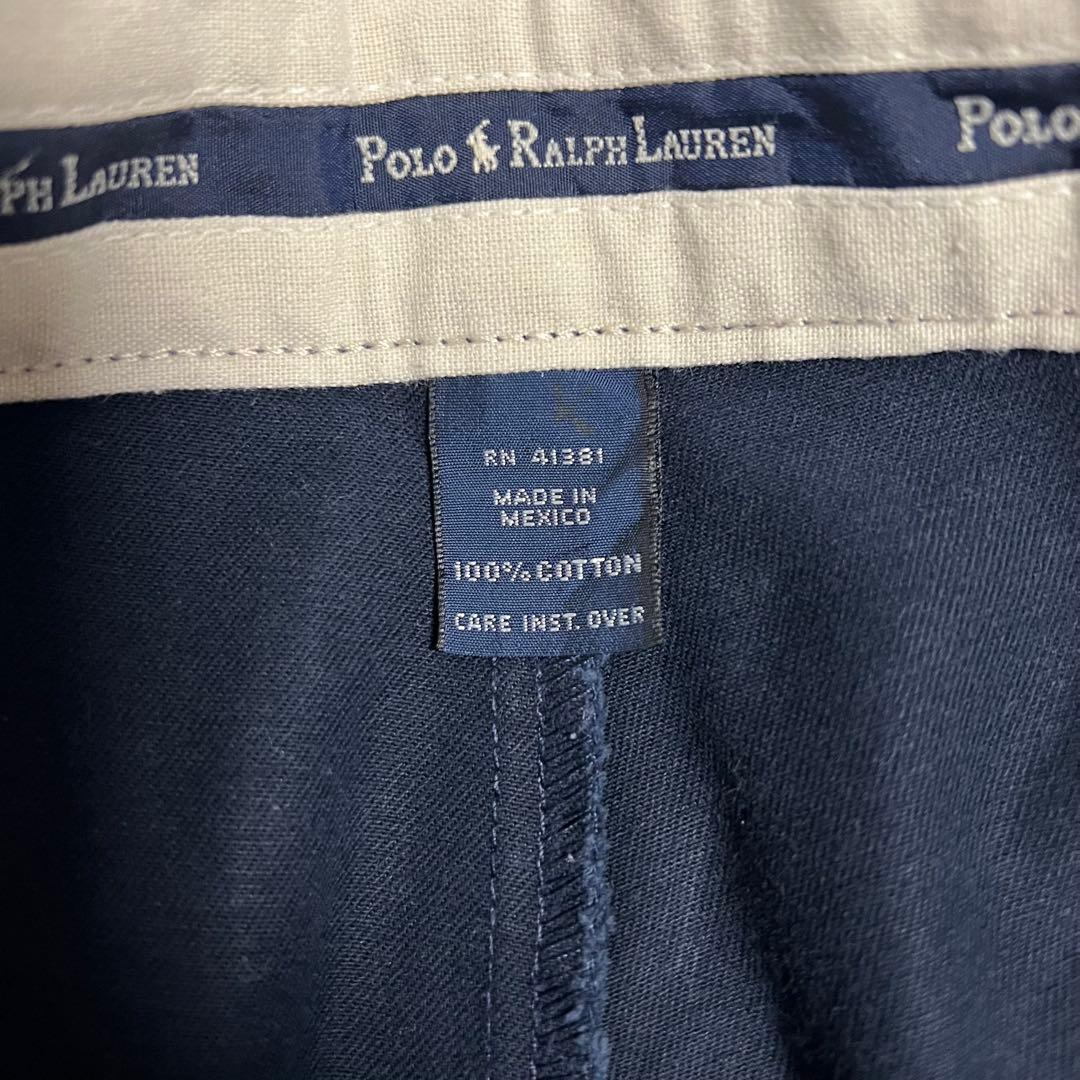 PH LAUREN POLO RALPH LAUREN POLO
RN 41381
MADE IN
MEXICO
100% COTTON
CARE INST. OVER